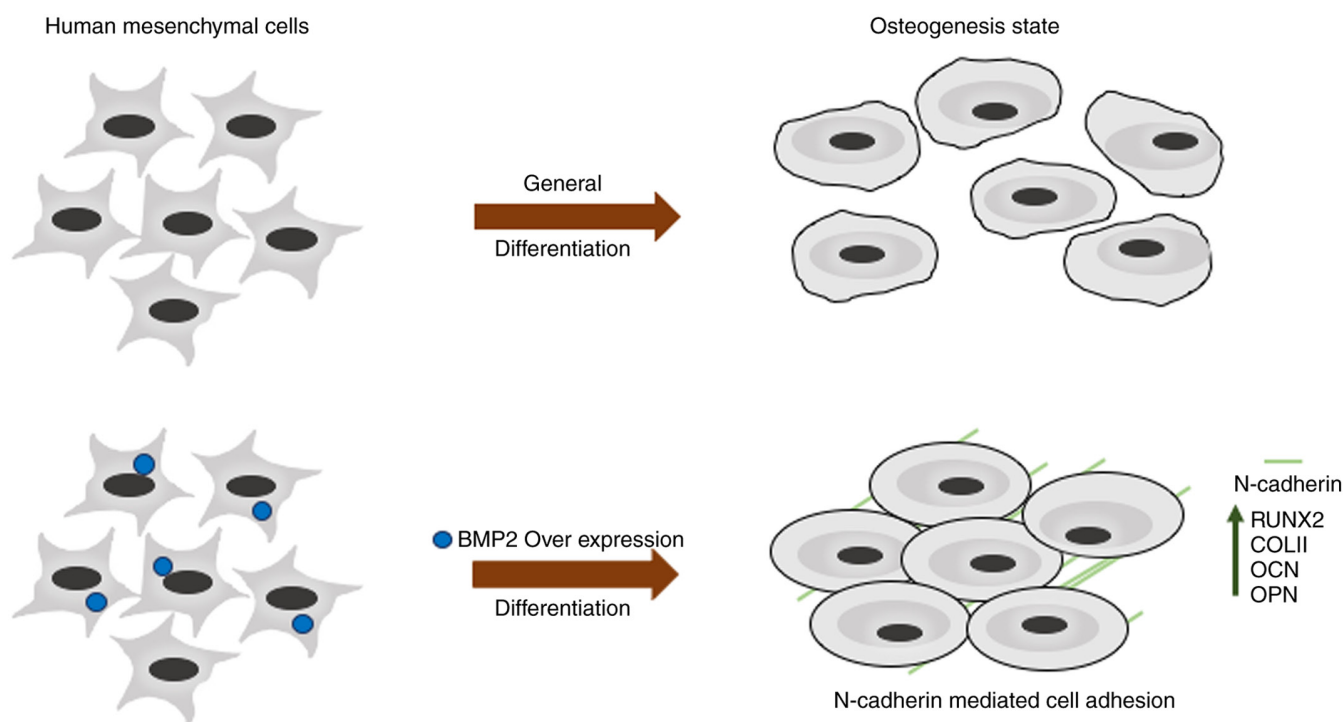 Human mesenchymal cells
Osteogenesis state
General
Differentiation
BMP2 Over expression
Differentiation
N-cadherin
RUNX2
COLII
OCN
OPN
N-cadherin mediated cell adhesion